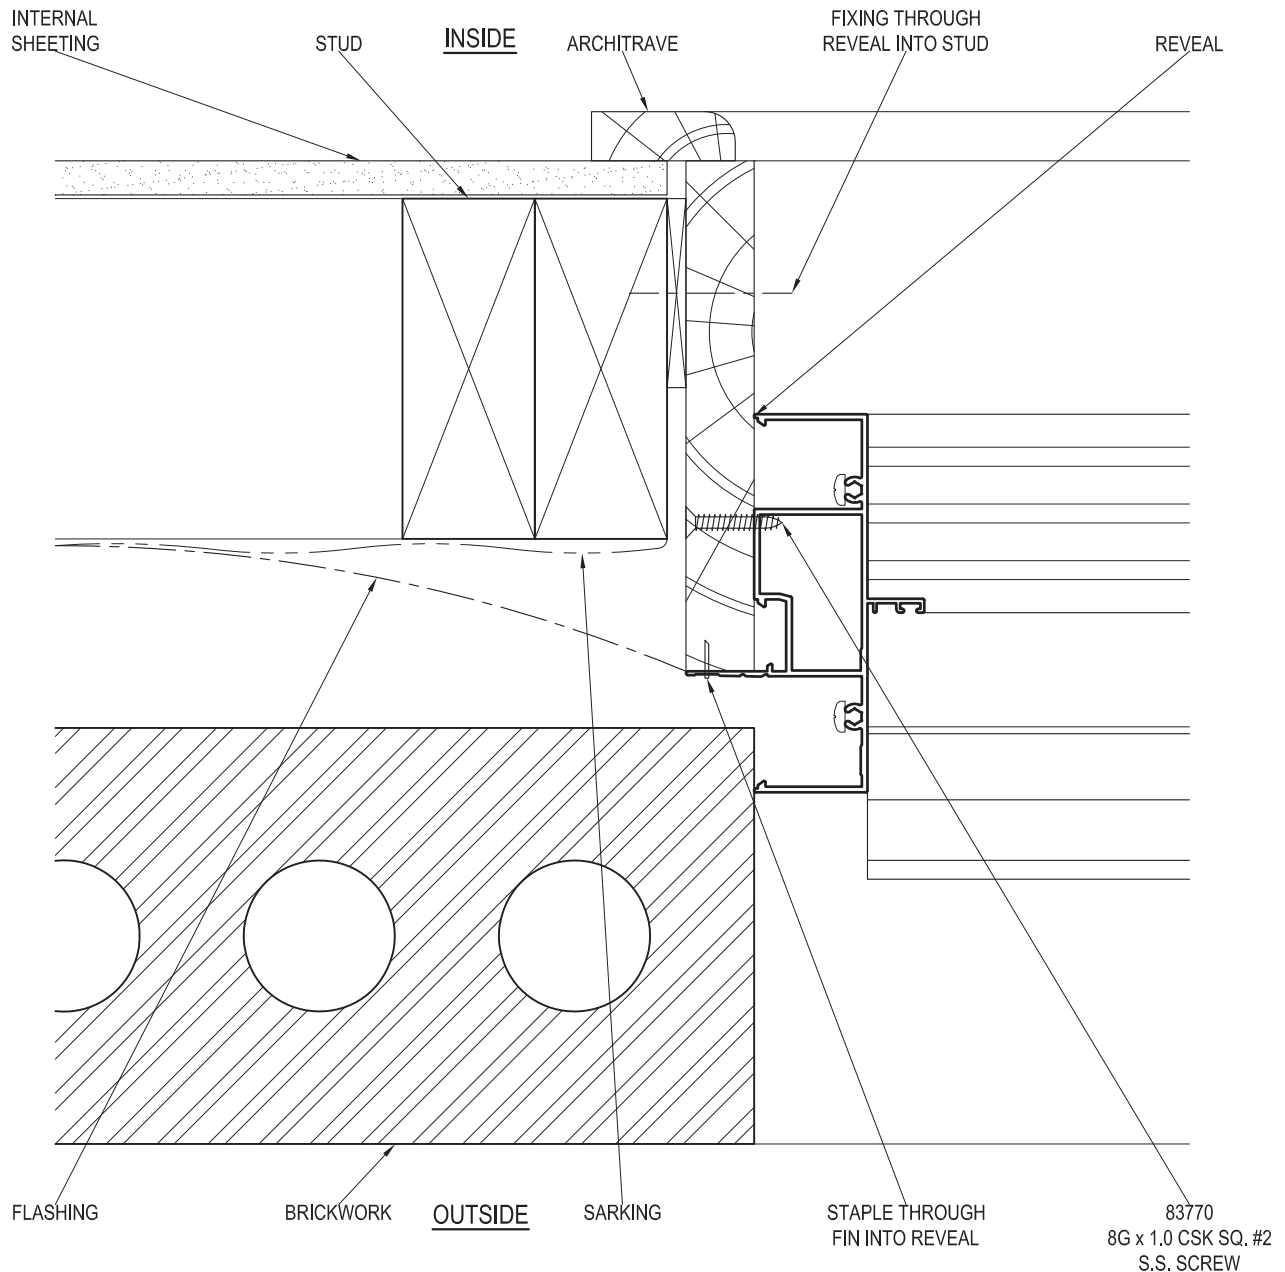 INTERNAL
SHEETING
STUD
INSIDE
ARCHITRAVE
FIXING THROUGH
REVEAL INTO STUD
REVEAL
FLASHING
BRICKWORK
OUTSIDE
SARKING
STAPLE THROUGH
FIN INTO REVEAL
83770
8G x 1.0 CSK SQ. #2
S.S. SCREW